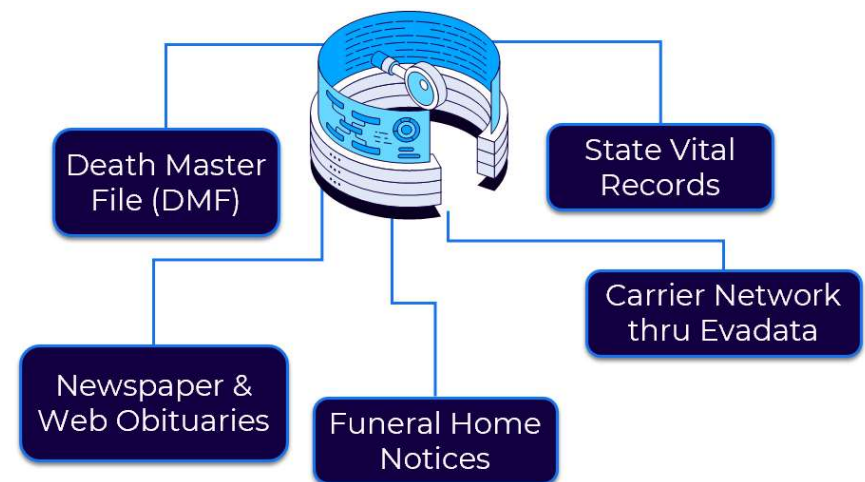 Death Master
File (DMF)
State Vital
Records
Carrier Network
thru Evadata
Newspaper &
Web Obituaries
Funeral Home
Notices